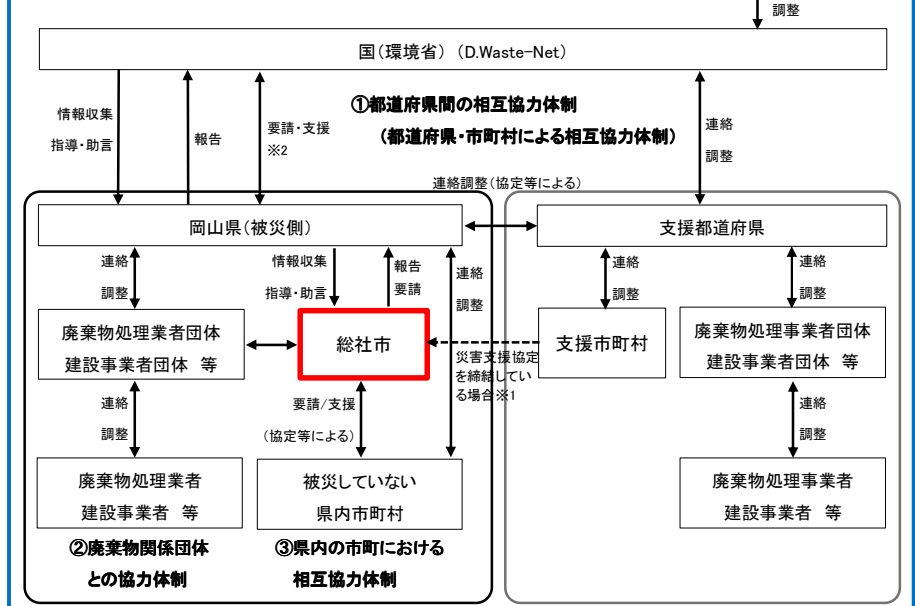 調整
国(環境省) (D.Waste-Net)
①都道府県間の相互協力体制
(都道府県・市町村による相互協力体制)
情報収集
指導・助言
報告
要請・支援
※2
連絡
調整
連絡調整(協定等による)
岡山県(被災側)
支援都道府県
連絡
調整
情報収集
指導・助言
報告
要請
連絡
調整
連絡
調整
連絡
調整
廃棄物処理業者団体
建設事業者団体 等
総社市
災害支援協定
を締結してい
る場合※1
支援市町村
廃棄物処理事業者団体
建設事業者団体 等
連絡
調整
要請/支援
(協定等による)
連絡
調整
廃棄物処理業者
建設事業者 等
被災していない
県内市町村
廃棄物処理事業者
建設事業者 等
②廃棄物関係団体
との協力体制
③県内の市町における
相互協力体制